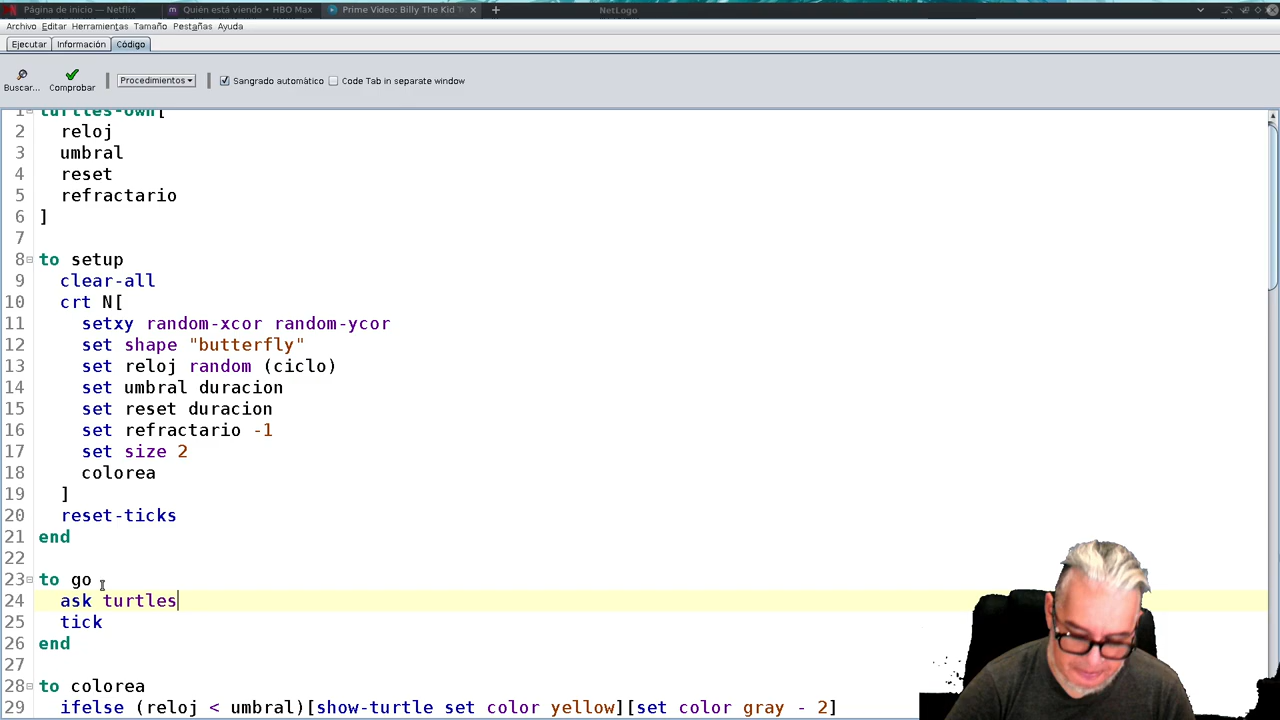 Página de inicio — Netflix
Quién está viendo • HBO Max
Prime Video: Billy The Kid T
NetLogo
Archivo Editar Herramientas Tamaño Pestañas Ayuda
Ejecutar Información Código
Buscar... Comprobar Procedimientos Sangrado automático Code Tab in separate window
1 turtles-own[
2 reloj
3 umbral
4 reset
5 refractario
6 ]
7
8 to setup
9 clear-all
10 crt N[
11 setxy random-xcor random-ycor
12 set shape "butterfly"
13 set reloj random (ciclo)
14 set umbral duracion
15 set reset duracion
16 set refractario -1
17 set size 2
18 colorea
19 ]
20 reset-ticks
21 end
22
23 to go
24 ask turtles
25 tick
26 end
27
28 to colorea
29 ifelse (reloj < umbral)[show-turtle set color yellow][set color gray - 2]